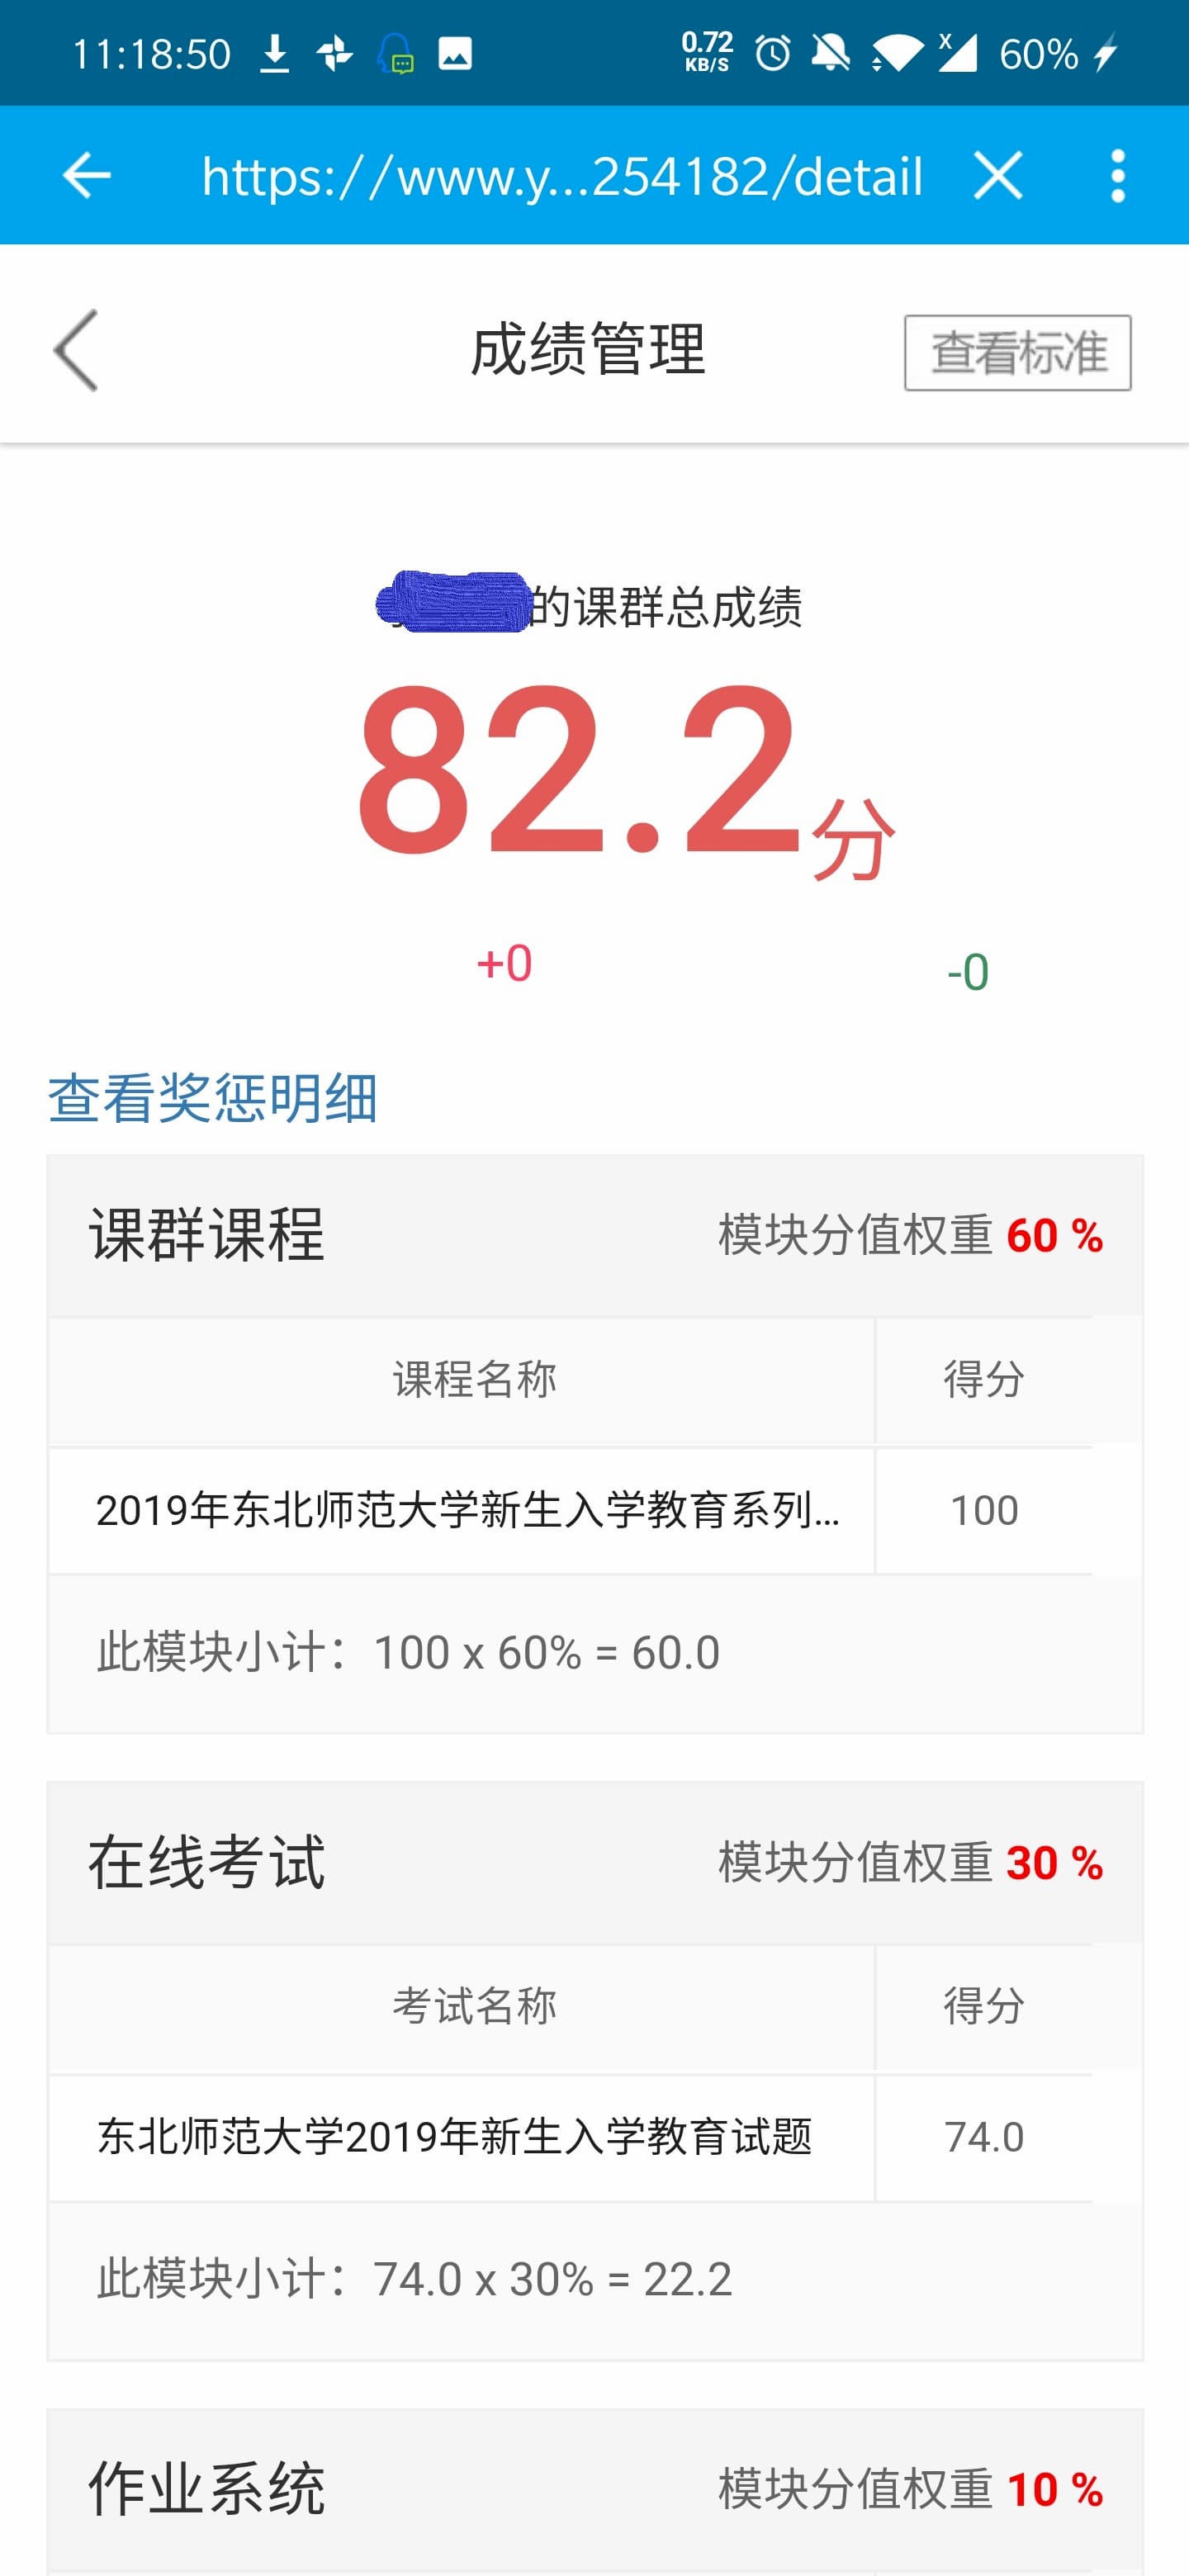 11:18:50 0.72 KB/S 60%
https://www.y...254182/detail
成绩管理 查看标准
的课群总成绩
82.2分
+0 -0
查看奖惩明细
课群课程 模块分值权重 60 %
课程名称 得分
2019年东北师范大学新生入学教育系列... 100
此模块小计：100 x 60% = 60.0
在线考试 模块分值权重 30 %
考试名称 得分
东北师范大学2019年新生入学教育试题 74.0
此模块小计：74.0 x 30% = 22.2
作业系统 模块分值权重 10 %